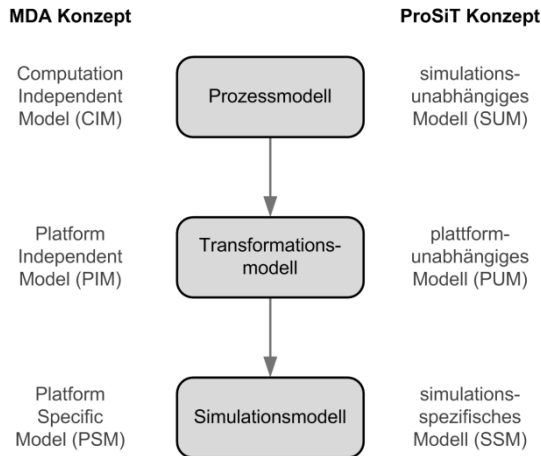 MDA Konzept
ProSiT Konzept
Computation
Independent
Model (CIM)
Prozessmodell
simulations-
unabhängiges
Modell (SUM)
Platform
Independent
Model (PIM)
Transformations-
modell
plattform-
unabhängiges
Modell (PUM)
Platform
Specific
Model (PSM)
Simulationsmodell
simulations-
spezifisches
Modell (SSM)